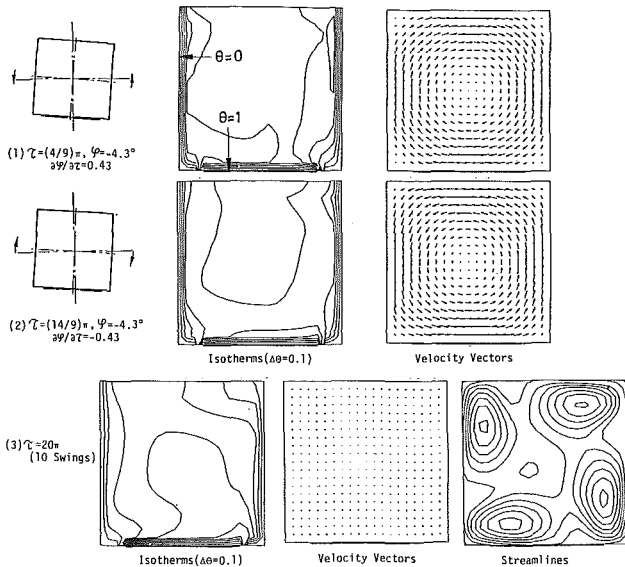 θ=0
θ=1
(1) τ=(4/9)π, φ=-4.3°
∂φ/∂τ=0.43
(2) τ=(14/9)π, φ=-4.3°
∂φ/∂τ=-0.43
Isotherms(Δθ=0.1) Velocity Vectors
(3) τ=20π
(10 Swings)
Isotherms(Δθ=0.1) Velocity Vectors Streamlines